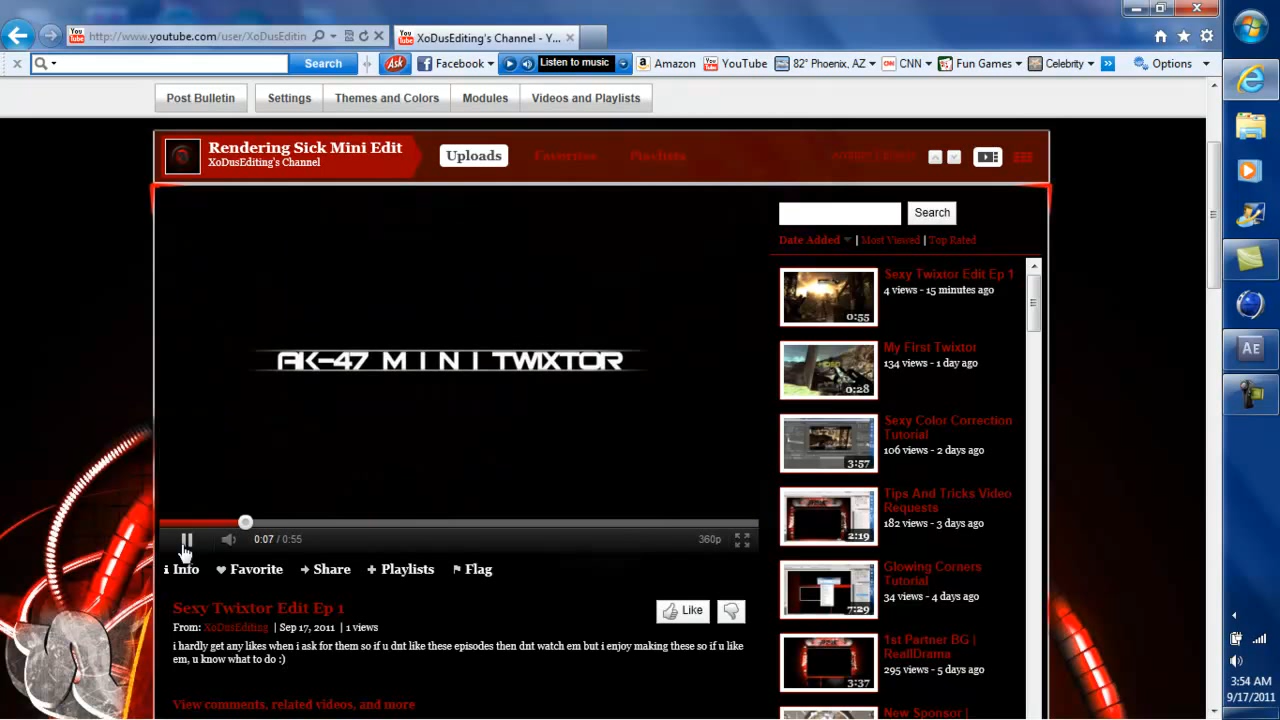 http://www.youtube.com/user/XoDusEditin
XoDusEditing's Channel - Y...
Search
Ask
Facebook
Listen to music
Amazon
YouTube
82° Phoenix, AZ
CNN
Fun Games
Celebrity
Options
Post Bulletin
Settings
Themes and Colors
Modules
Videos and Playlists
Rendering Sick Mini Edit
XoDusEditing's Channel
Uploads
Favorites
Playlists
AK-47 MINI TWIXTOR
0:07 / 0:55
360p
Info
Favorite
Share
Playlists
Flag
Sexy Twixtor Edit Ep 1
Like
From: XoDusEditing | Sep 17, 2011 | 1 views
i hardly get any likes when i ask for them so if u dnt like these episodes then dnt watch em but i enjoy making these so if u like
em, u know what to do :)
View comments, related videos, and more
Search
Date Added | Most Viewed | Top Rated
Sexy Twixtor Edit Ep 1
4 views - 15 minutes ago
0:55
My First Twixtor
134 views - 1 day ago
0:28
Sexy Color Correction
Tutorial
106 views - 2 days ago
3:57
Tips And Tricks Video
Requests
182 views - 3 days ago
2:19
Glowing Corners
Tutorial
34 views - 4 days ago
7:29
1st Partner BG |
ReallDrama
295 views - 5 days ago
3:37
New Sponsor |
AE
3:54 AM
9/17/2011